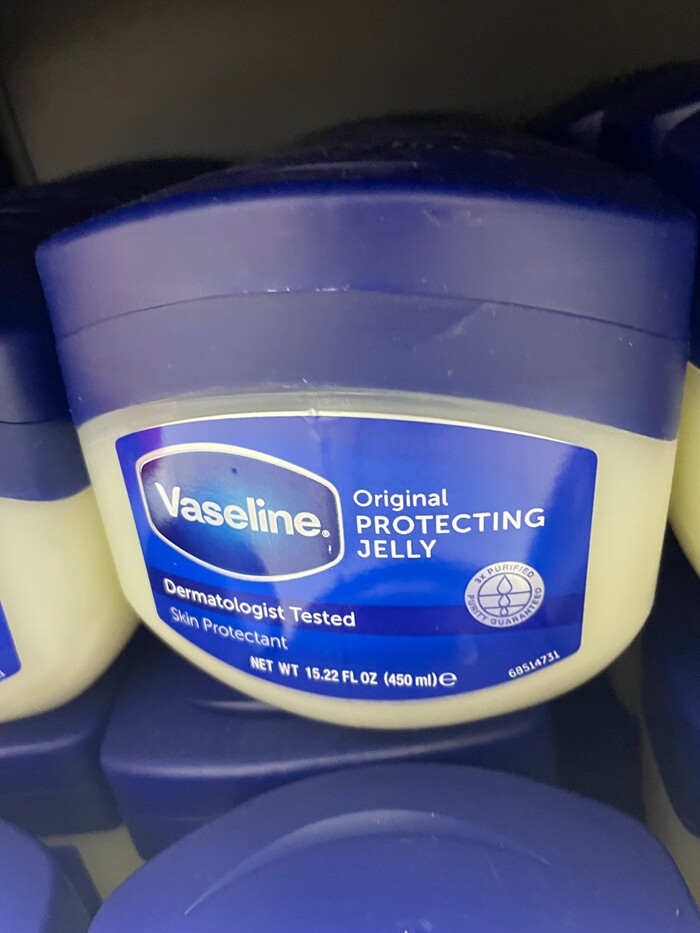 Vaseline®
Original
PROTECTING
JELLY
3X PURIFIED
PURITY GUARANTEED
Dermatologist Tested
Skin Protectant
NET WT 15.22 FL OZ (450 ml) ℮
68514731